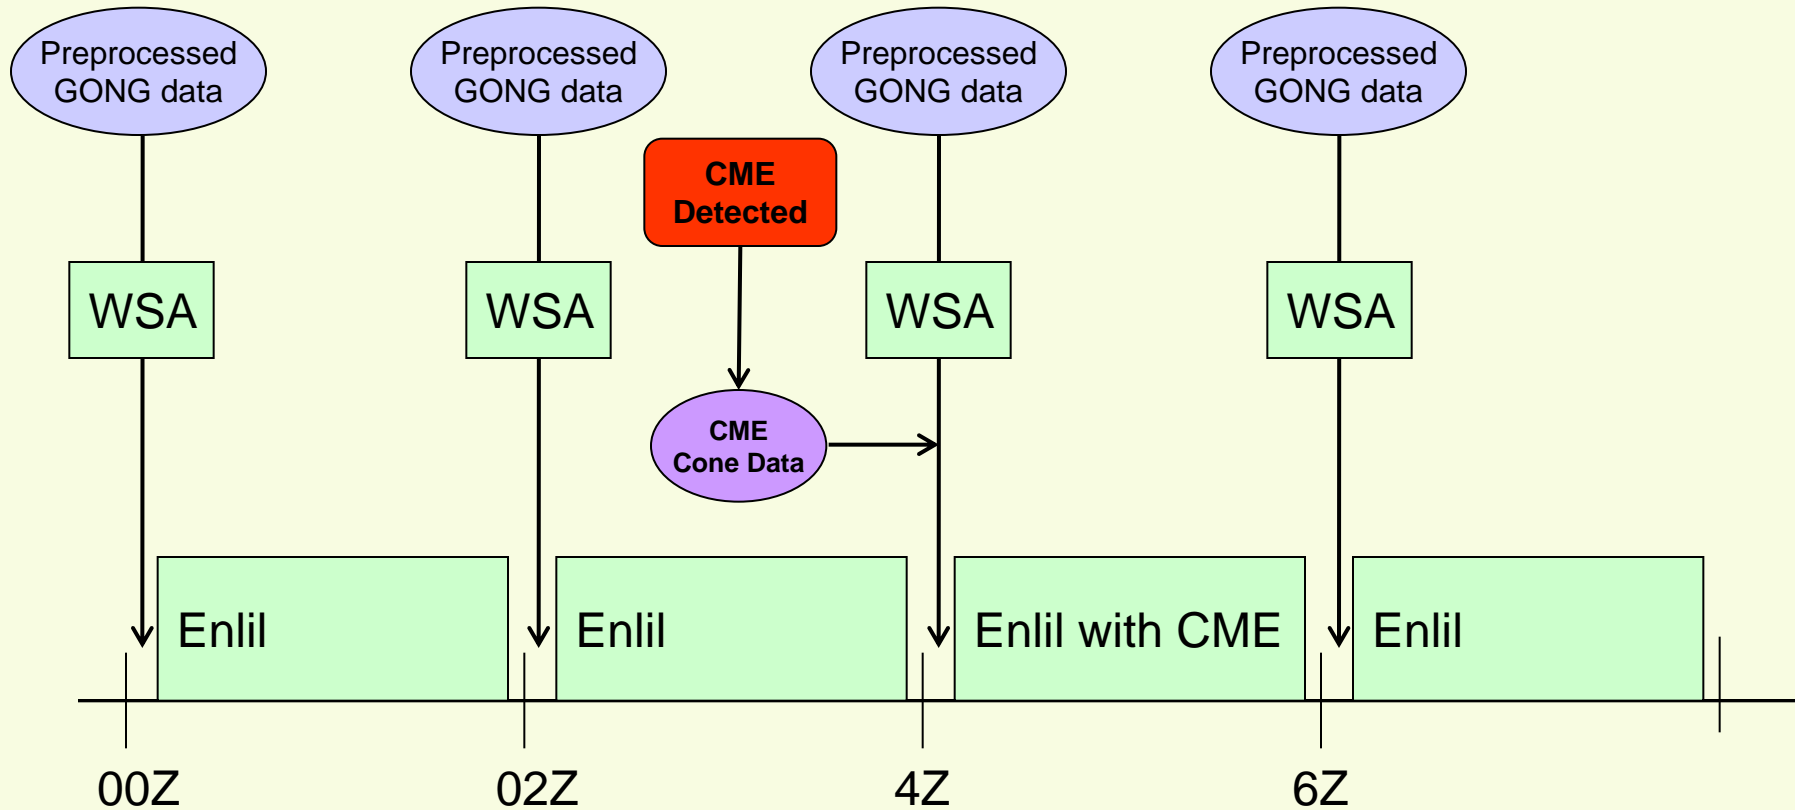 Preprocessed
GONG data
Preprocessed
GONG data
Preprocessed
GONG data
Preprocessed
GONG data
CME
Detected
WSA
WSA
WSA
WSA
CME
Cone Data
Enlil
Enlil
Enlil with CME
Enlil
00Z
02Z
4Z
6Z